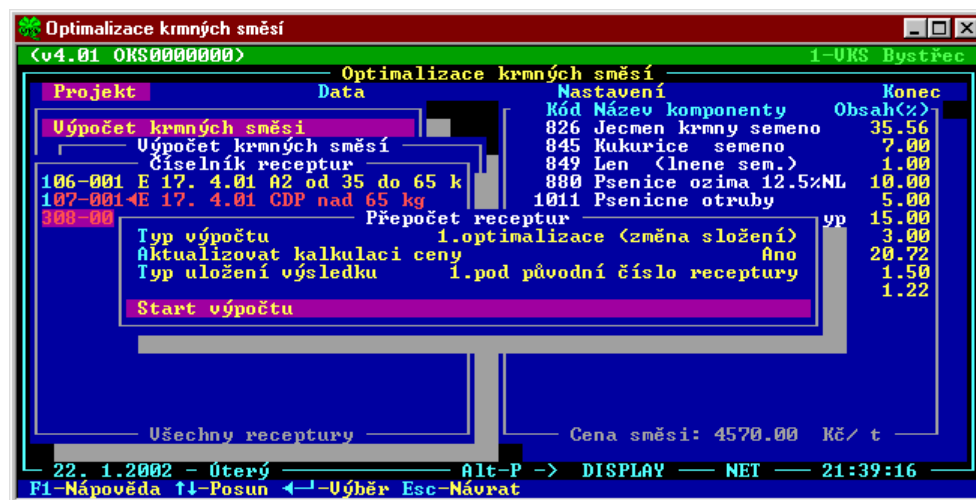 Optimalizace krmných směsí
(v4.01 OKS0000000) 1-VKS Bystřec
Optimalizace krmných směsí
Projekt Data Nastavení Konec
Kód Název komponenty Obsah(%)
Výpočet krmných směsi 826 Jecmen krmny semeno 35.56
Výpočet krmných směsí 845 Kukurice semeno 7.00
Číselník receptur 849 Len (lnene sem.) 1.00
106-001 E 17. 4.01 A2 od 35 do 65 k 880 Psenice ozima 12.5%NL 10.00
107-001◄E 17. 4.01 CDP nad 65 kg 1011 Psenicne otruby 5.00
308-00 Přepočet receptur yp 15.00
Typ výpočtu 1.optimalizace (změna složení) 3.00
Aktualizovat kalkulaci ceny Ano 20.72
Typ uložení výsledku 1.pod původní číslo receptury 1.50
1.22
Start výpočtu
Všechny receptury Cena směsi: 4570.00 Kč/ t
22. 1.2002 - Úterý Alt-P -> DISPLAY NET 21:39:16
F1-Nápověda ↑↓-Posun ◄─┘-Výběr Esc-Návrat